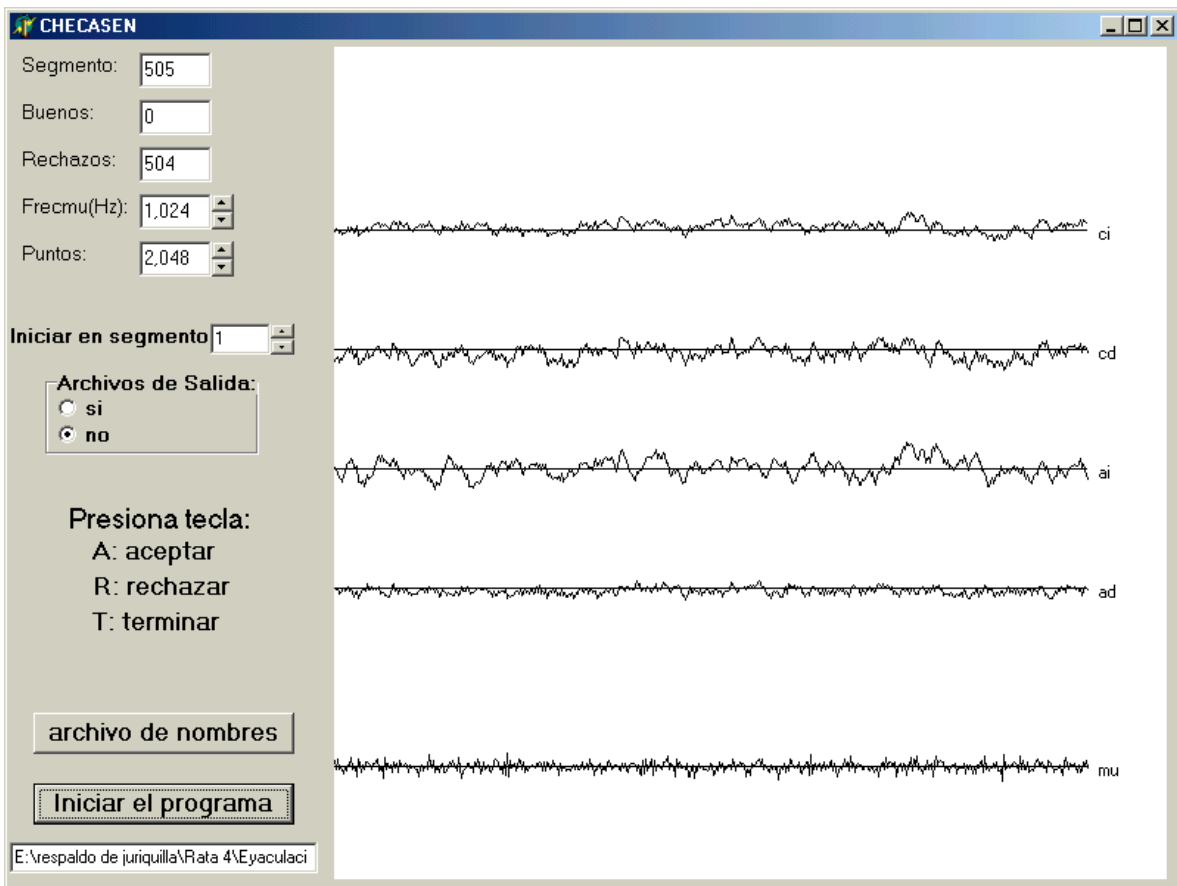 CHECASEN
Segmento: 505
Buenos: 0
Rechazos: 504
Frecmu(Hz): 1,024
Puntos: 2,048
Iniciar en segmento 1
Archivos de Salida:
si
no
Presiona tecla:
A: aceptar
R: rechazar
T: terminar
archivo de nombres
Iniciar el programa
E:\respaldo de juriquilla\Rata 4\Eyaculaci
ci
cd
ai
ad
mu